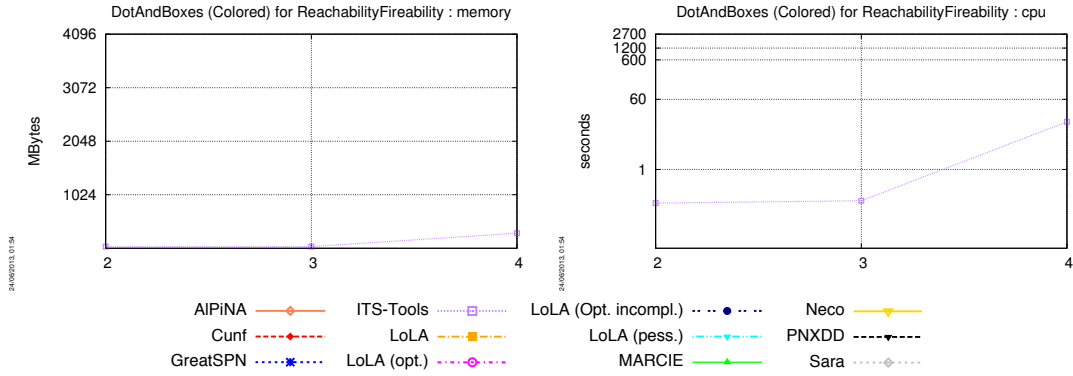 DotAndBoxes (Colored) for ReachabilityFireability : memory
4096
3072
2048
1024
MBytes
2 3 4
24/06/2013, 01:54
DotAndBoxes (Colored) for ReachabilityFireability : cpu
2700
1200
600
60
1
seconds
2 3 4
24/06/2013, 01:54
AlPiNA ITS-Tools LoLA (Opt. incompl.) Neco
Cunf LoLA LoLA (pess.) PNXDD
GreatSPN LoLA (opt.) MARCIE Sara